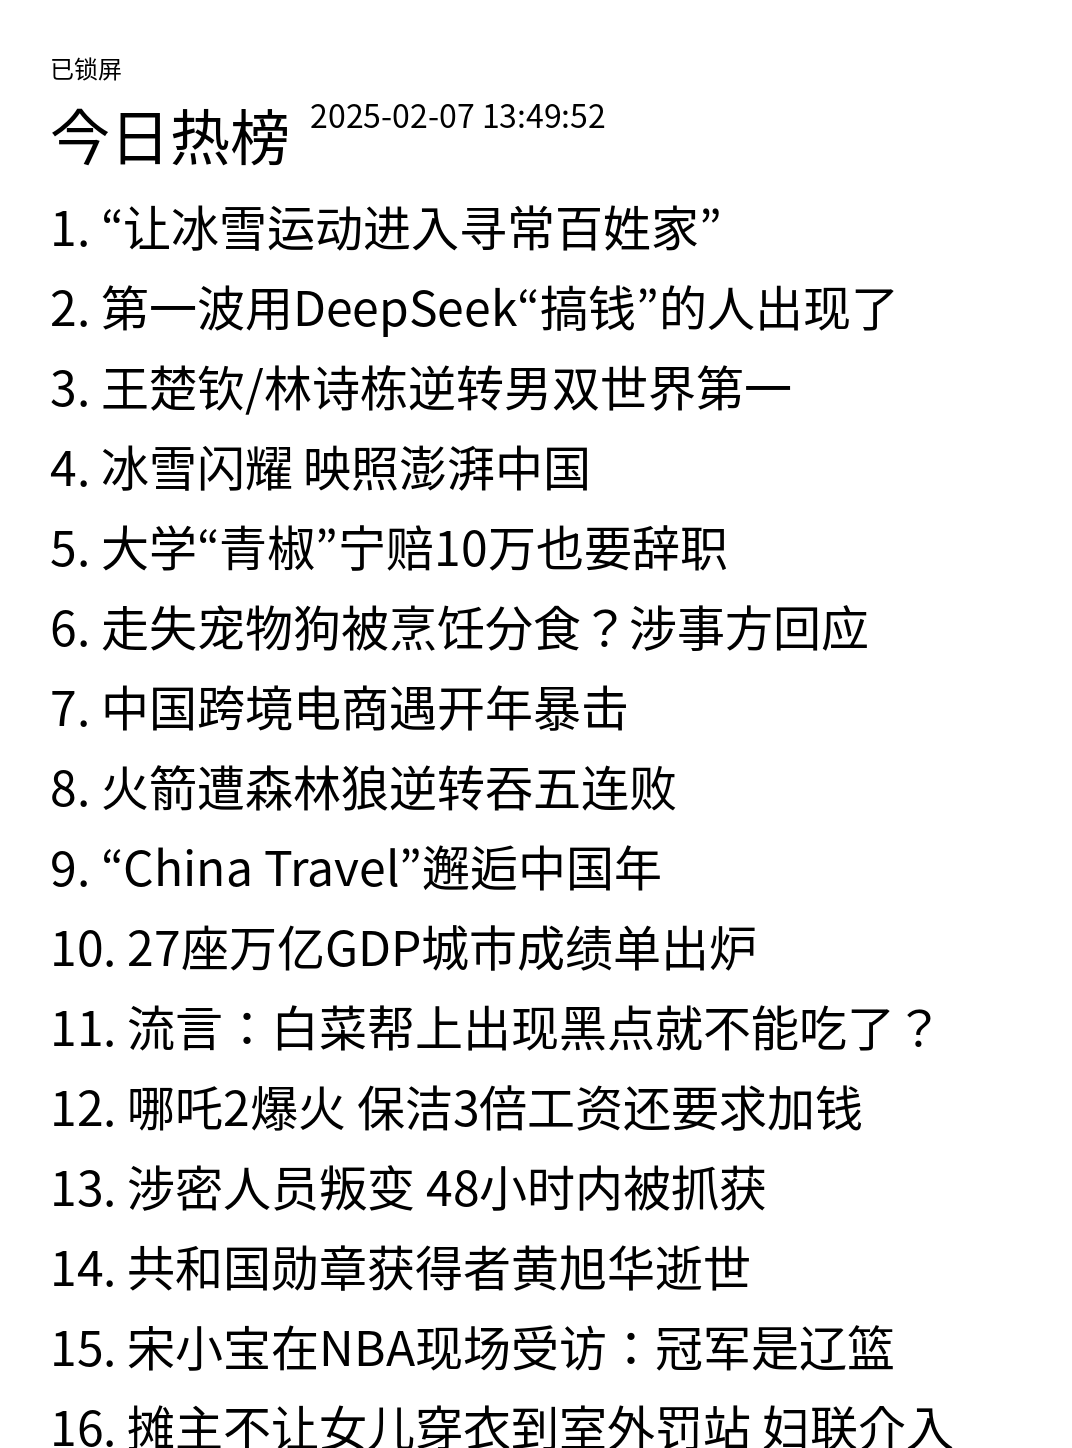 已锁屏
今日热榜 2025-02-07 13:49:52
1. “让冰雪运动进入寻常百姓家”
2. 第一波用DeepSeek“搞钱”的人出现了
3. 王楚钦/林诗栋逆转男双世界第一
4. 冰雪闪耀 映照澎湃中国
5. 大学“青椒”宁赔10万也要辞职
6. 走失宠物狗被烹饪分食？涉事方回应
7. 中国跨境电商遇开年暴击
8. 火箭遭森林狼逆转吞五连败
9. “China Travel”邂逅中国年
10. 27座万亿GDP城市成绩单出炉
11. 流言：白菜帮上出现黑点就不能吃了？
12. 哪吒2爆火 保洁3倍工资还要求加钱
13. 涉密人员叛变 48小时内被抓获
14. 共和国勋章获得者黄旭华逝世
15. 宋小宝在NBA现场受访：冠军是辽篮
16. 摊主不让女儿穿衣到室外罚站 妇联介入